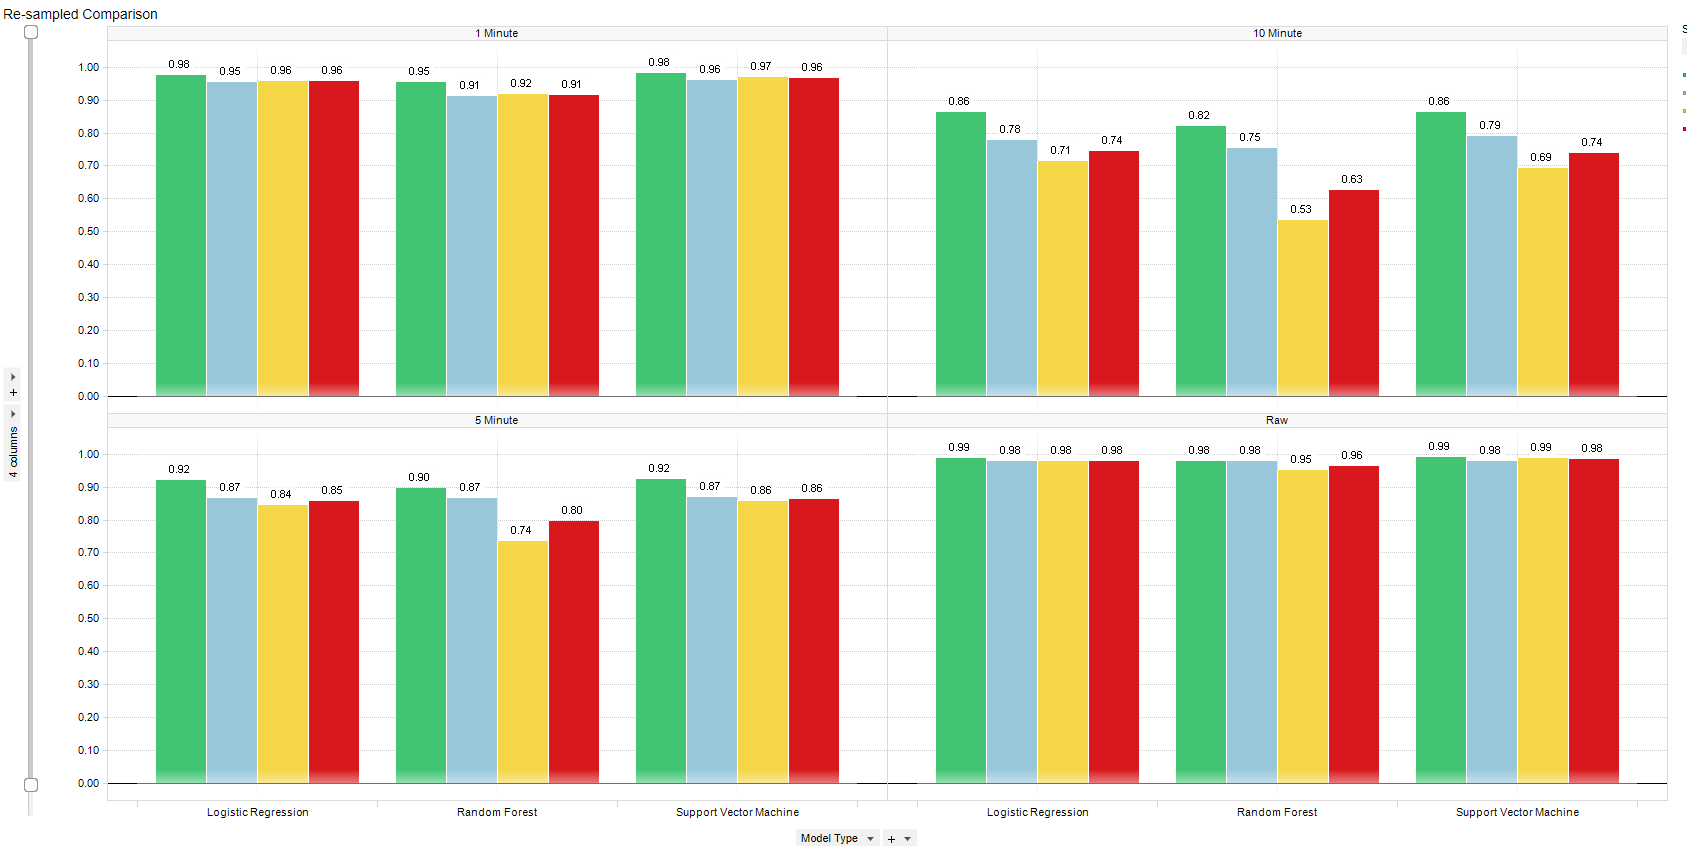 Re-sampled Comparison
S
1 Minute
10 Minute
1.00
0.90
0.80
0.70
0.60
0.50
0.40
0.30
0.20
0.10
0.00
0.98 0.95 0.96 0.96 0.95 0.91 0.92 0.91 0.98 0.96 0.97 0.96
0.86 0.78 0.71 0.74 0.82 0.75 0.53 0.63 0.86 0.79 0.69 0.74
5 Minute
Raw
1.00
0.90
0.80
0.70
0.60
0.50
0.40
0.30
0.20
0.10
0.00
0.92 0.87 0.84 0.85 0.90 0.87 0.74 0.80 0.92 0.87 0.86 0.86
0.99 0.98 0.98 0.98 0.98 0.98 0.95 0.96 0.99 0.98 0.99 0.98
+
4 columns
Logistic Regression Random Forest Support Vector Machine
Logistic Regression Random Forest Support Vector Machine
Model Type +